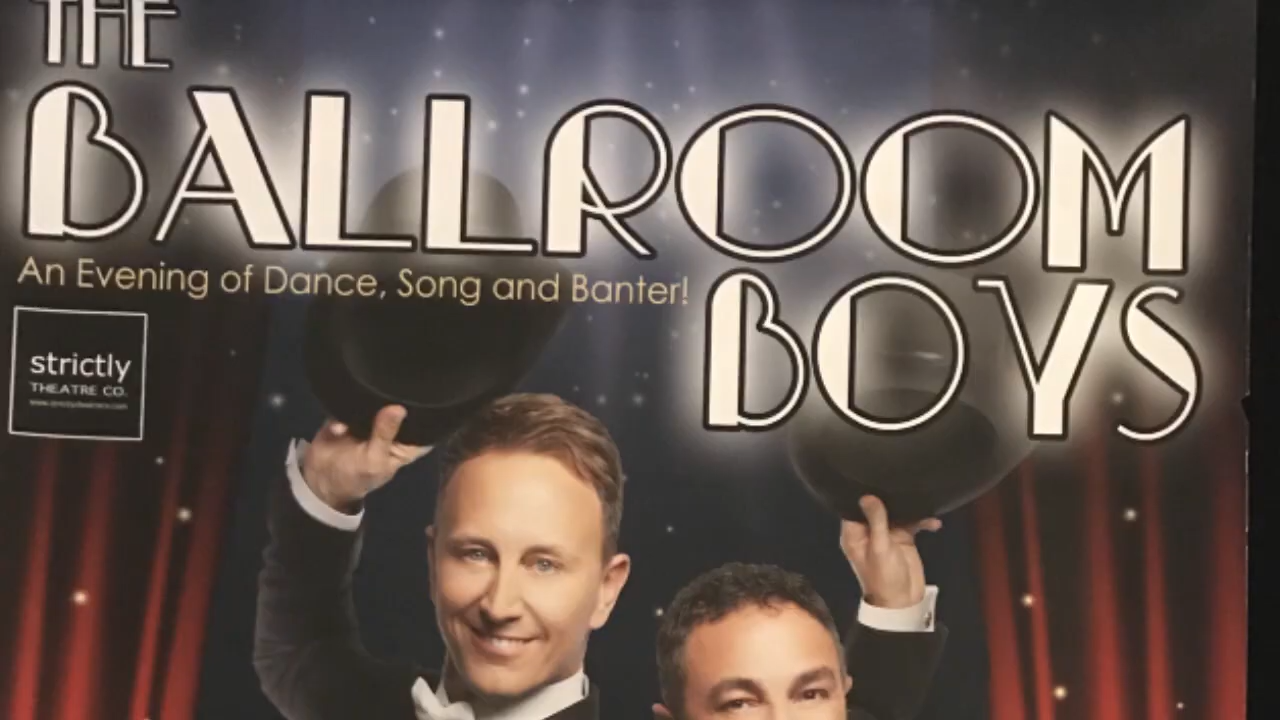 THE
BALLROOM
An Evening of Dance, Song and Banter!
BOYS
strictly
THEATRE CO.